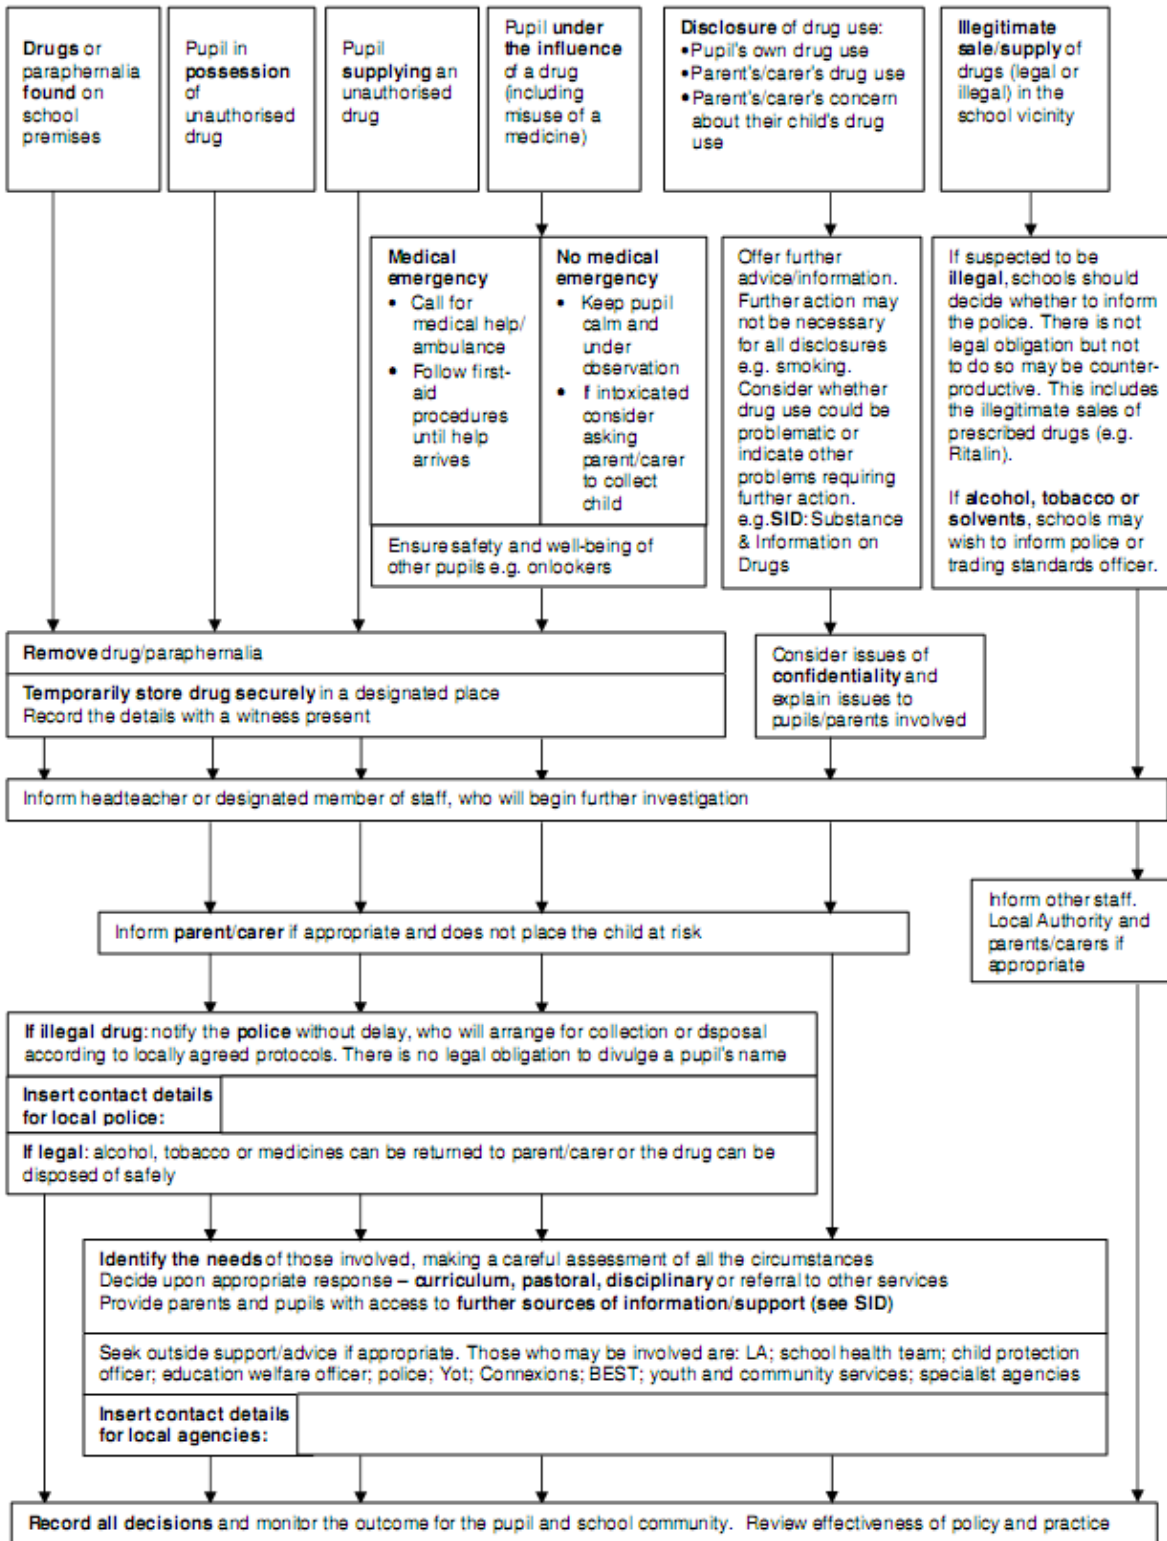 Drugs or
paraphernalia
found on
school
premises
Pupil in
possession
of
unauthorised
drug
Pupil
supplying an
unauthorised
drug
Pupil under
the influence
of a drug
(including
misuse of a
medicine)
Disclosure of drug use:
•Pupil's own drug use
•Parent's/carer's drug use
•Parent's/carer's concern
about their child's drug
use
Illegitimate
sale/supply of
drugs (legal or
illegal) in the
school vicinity
Medical
emergency
• Call for
medical help/
ambulance
• Follow first-
aid
procedures
until help
arrives
No medical
emergency
• Keep pupil
calm and
under
observation
• If intoxicated
consider
asking
parent/carer
to collect
child
Ensure safety and well-being of
other pupils e.g. onlookers
Offer further
advice/information.
Further action may
not be necessary
for all disclosures
e.g. smoking.
Consider whether
drug use could be
problematic or
indicate other
problems requiring
further action.
e.g.SID: Substance
& Information on
Drugs
If suspected to be
illegal, schools should
decide whether to inform
the police. There is not
legal obligation but not
to do so may be counter-
productive. This includes
the illegitimate sales of
prescribed drugs (e.g.
Ritalin).
If alcohol, tobacco or
solvents, schools may
wish to inform police or
trading standards officer.
Remove drug/paraphernalia
Temporarily store drug securely in a designated place
Record the details with a witness present
Consider issues of
confidentiality and
explain issues to
pupils/parents involved
Inform headteacher or designated member of staff, who will begin further investigation
Inform parent/carer if appropriate and does not place the child at risk
Inform other staff.
Local Authority and
parents/carers if
appropriate
If illegal drug: notify the police without delay, who will arrange for collection or disposal
according to locally agreed protocols. There is no legal obligation to divulge a pupil's name
Insert contact details
for local police:
If legal: alcohol, tobacco or medicines can be returned to parent/carer or the drug can be
disposed of safely
Identify the needs of those involved, making a careful assessment of all the circumstances
Decide upon appropriate response – curriculum, pastoral, disciplinary or referral to other services
Provide parents and pupils with access to further sources of information/support (see SID)
Seek outside support/advice if appropriate. Those who may be involved are: LA; school health team; child protection
officer; education welfare officer; police; Yot; Connexions; BEST; youth and community services; specialist agencies
Insert contact details
for local agencies:
Record all decisions and monitor the outcome for the pupil and school community. Review effectiveness of policy and practice